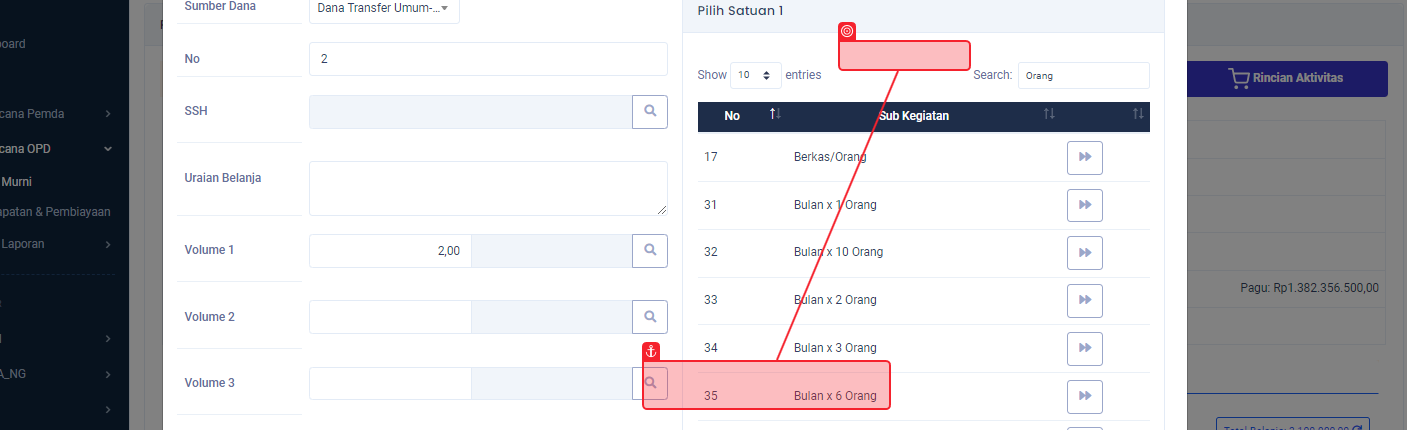 Sumber Dana
Dana Transfer Umum-...
No
2
SSH
Uraian Belanja
Volume 1
2,00
Volume 2
Volume 3
Pilih Satuan 1
Show 10 entries
Search: Orang
No Sub Kegiatan
17 Berkas/Orang
31 Bulan x 1 Orang
32 Bulan x 10 Orang
33 Bulan x 2 Orang
34 Bulan x 3 Orang
35 Bulan x 6 Orang
oard
cana Pemda
cana OPD
Murni
apatan & Pembiayaan
Laporan
A_NG
Rincian Aktivitas
Pagu: Rp1.382.356.500,00